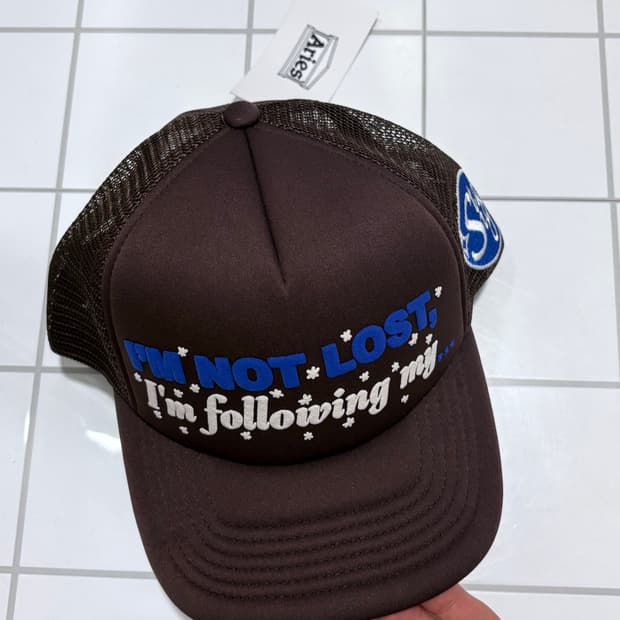 Aries
I'M NOT LOST,
I'm following my...